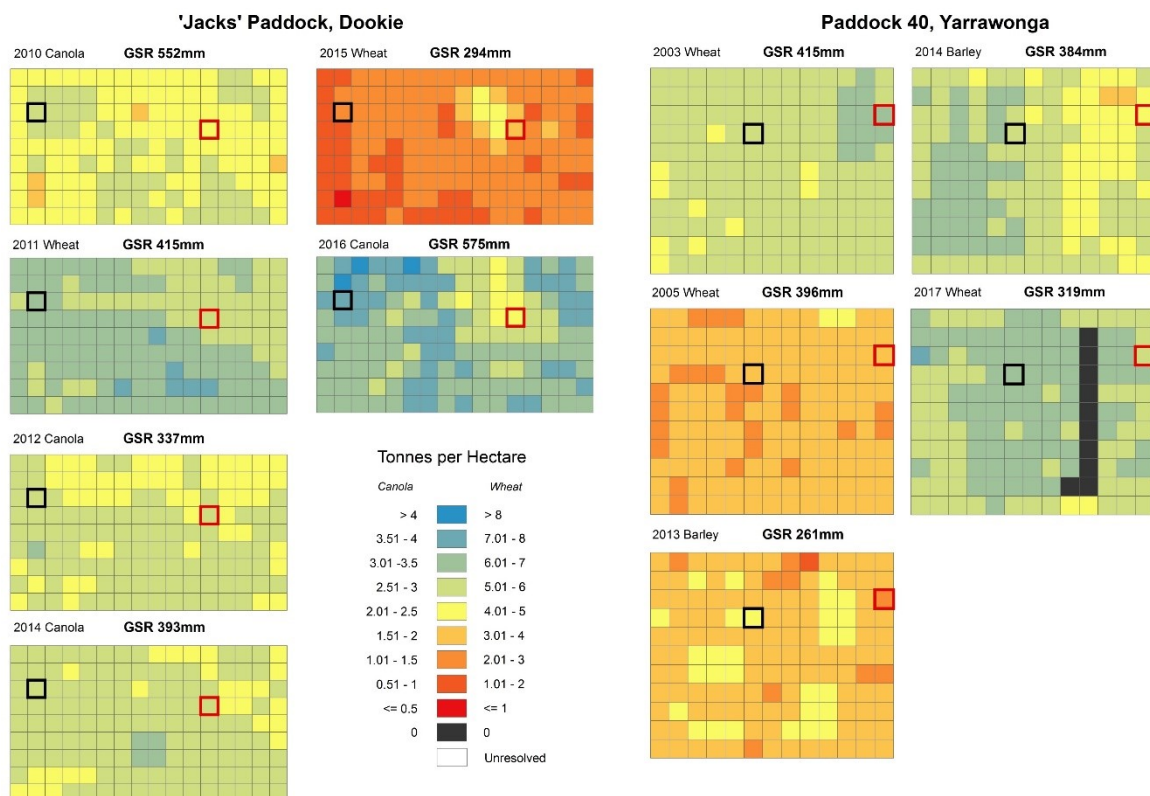 'Jacks' Paddock, Dookie
2010 Canola GSR 552mm
2015 Wheat GSR 294mm
2011 Wheat GSR 415mm
2016 Canola GSR 575mm
2012 Canola GSR 337mm
2014 Canola GSR 393mm
Tonnes per Hectare
Canola Wheat
> 4 > 8
3.51 - 4 7.01 - 8
3.01 -3.5 6.01 - 7
2.51 - 3 5.01 - 6
2.01 - 2.5 4.01 - 5
1.51 - 2 3.01 - 4
1.01 - 1.5 2.01 - 3
0.51 - 1 1.01 - 2
<= 0.5 <= 1
0 0
Unresolved
Paddock 40, Yarrawonga
2003 Wheat GSR 415mm
2014 Barley GSR 384mm
2005 Wheat GSR 396mm
2017 Wheat GSR 319mm
2013 Barley GSR 261mm